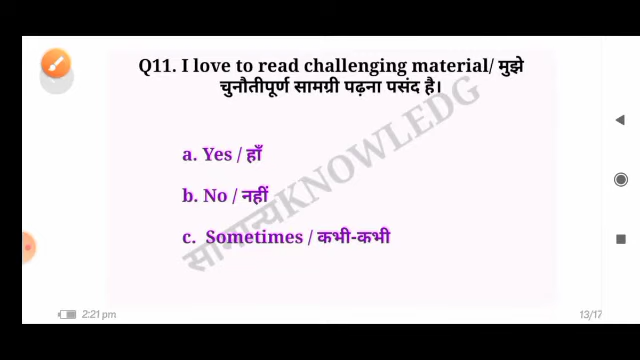 Q11. I love to read challenging material/ मुझे
चुनौतीपूर्ण सामग्री पढ़ना पसंद है।
a. Yes / हाँ
b. No / नहीं
c. Sometimes / कभी-कभी
सामान्यKNOWLEDG
2:21 pm
13/17